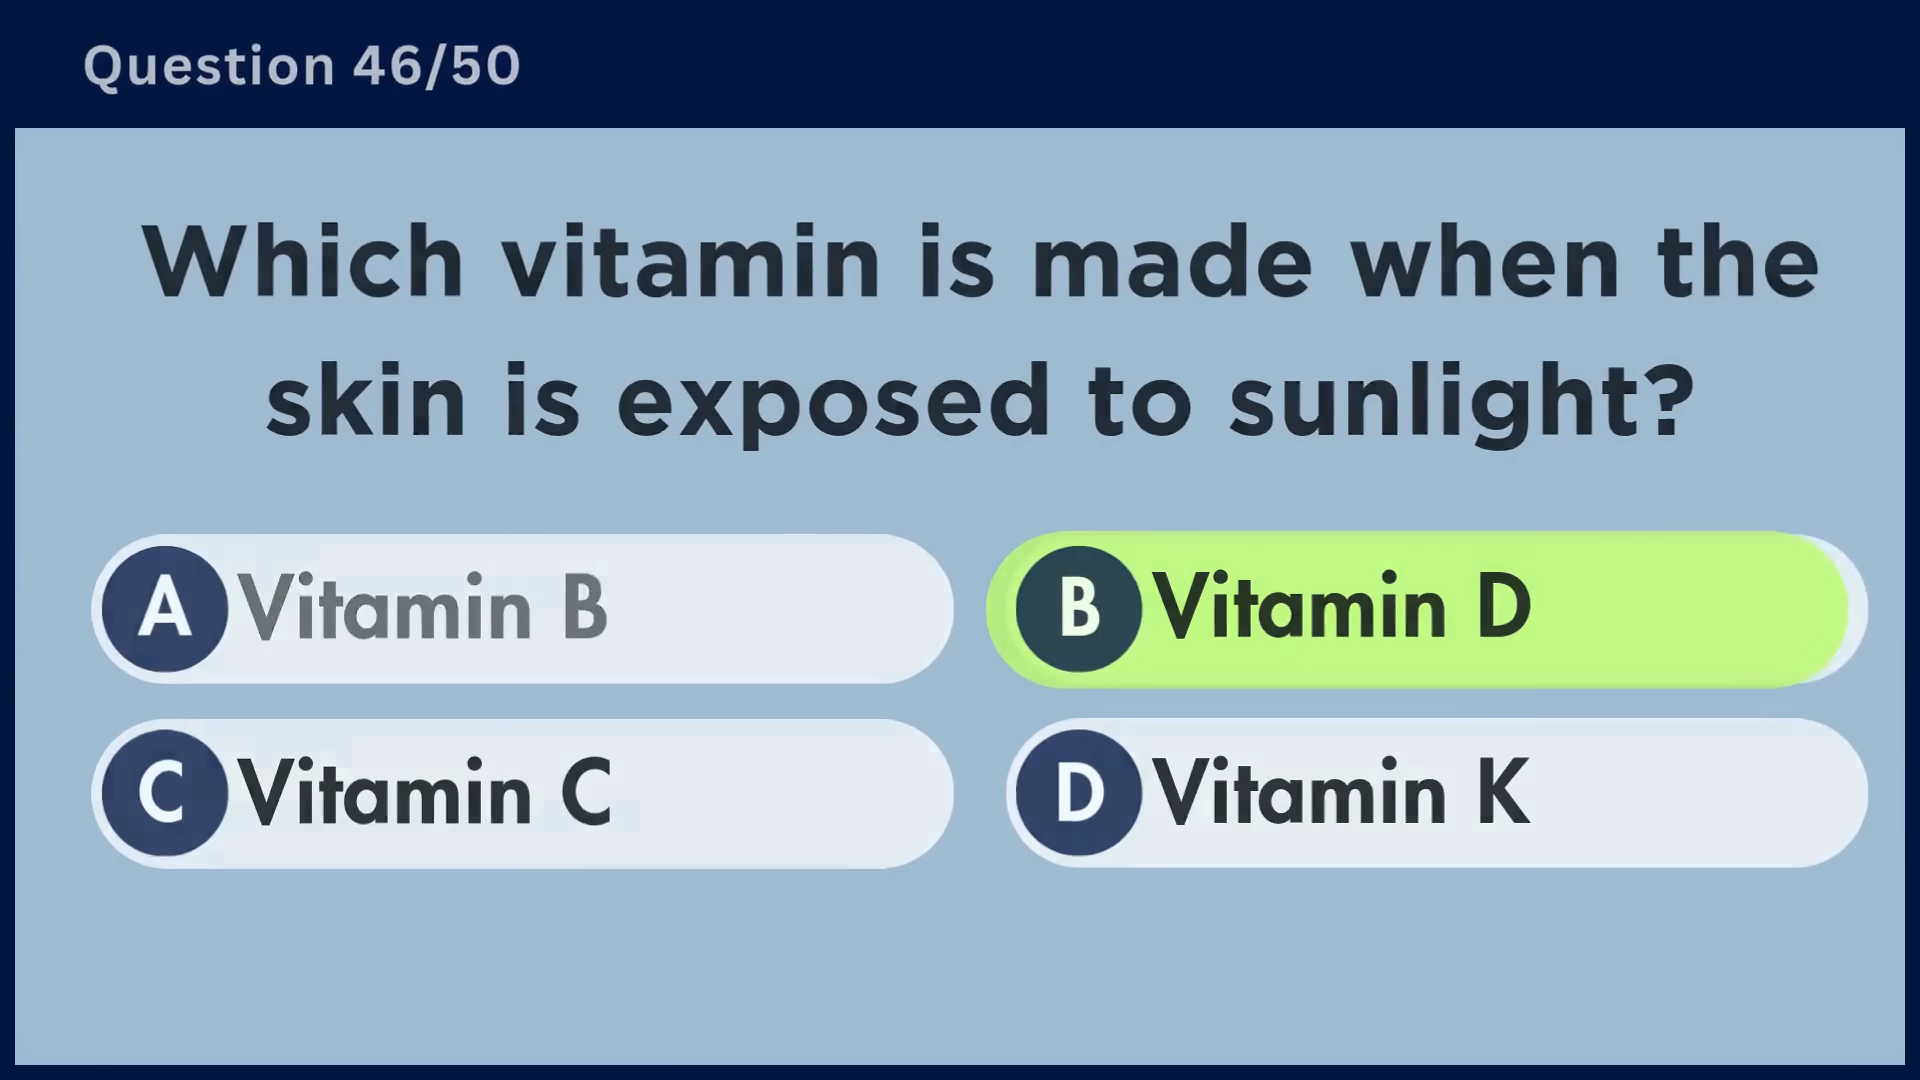 Question 46/50
Which vitamin is made when the
skin is exposed to sunlight?
A Vitamin B
B Vitamin D
C Vitamin C
D Vitamin K